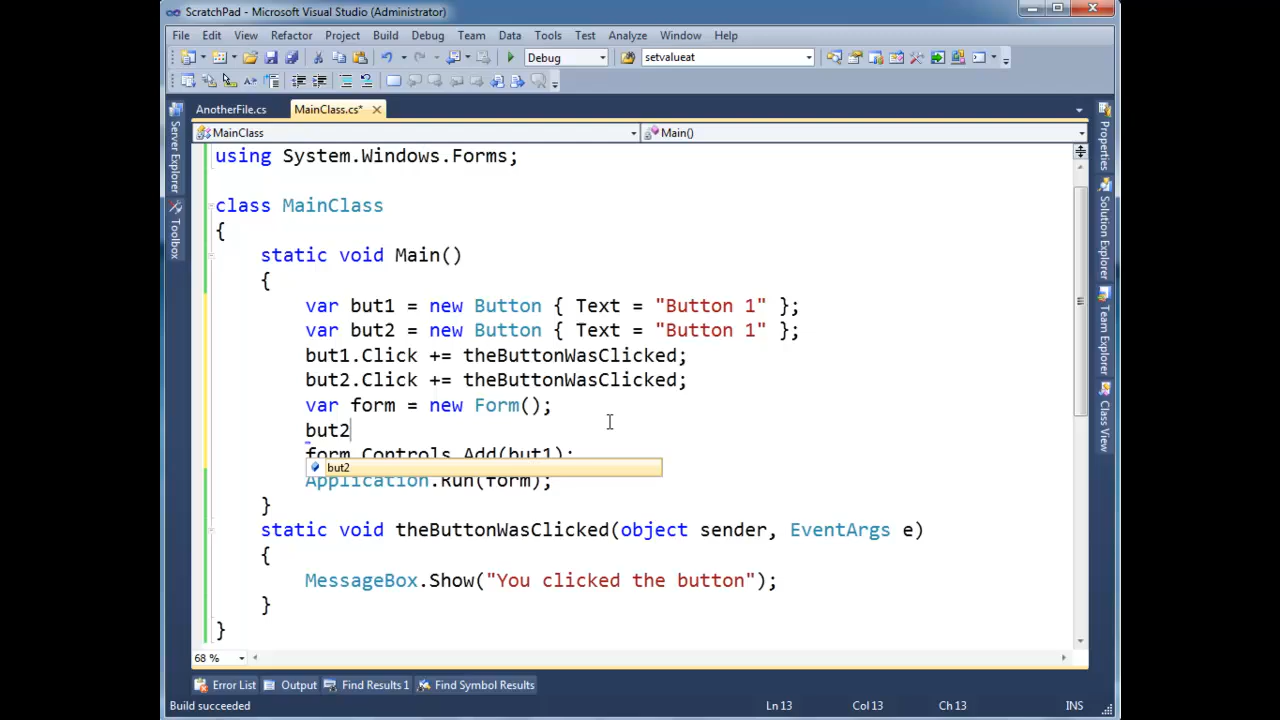 ScratchPad - Microsoft Visual Studio (Administrator)
File Edit View Refactor Project Build Debug Team Data Tools Test Analyze Window Help
Debug setvalueat
AnotherFile.cs MainClass.cs*
MainClass Main()
Server Explorer
Toolbox
using System.Windows.Forms;
class MainClass
{
static void Main()
{
var but1 = new Button { Text = "Button 1" };
var but2 = new Button { Text = "Button 1" };
but1.Click += theButtonWasClicked;
but2.Click += theButtonWasClicked;
var form = new Form();
but2
form.Controls.Add(but1);
but2
Application.Run(form);
}
static void theButtonWasClicked(object sender, EventArgs e)
{
MessageBox.Show("You clicked the button");
}
}
Properties
Solution Explorer
Team Explorer
Class View
68 %
Error List Output Find Results 1 Find Symbol Results
Build succeeded Ln 13 Col 13 Ch 13 INS